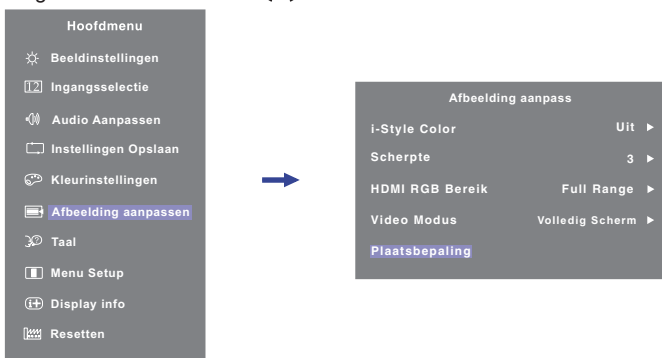 Hoofdmenu
Beeldinstellingen
12 Ingangsselectie
Audio Aanpassen
Instellingen Opslaan
Kleurinstellingen
Afbeelding aanpassen
Taal
Menu Setup
Display info
Resetten
Afbeelding aanpass
i-Style Color Uit ▶
Scherpte 3 ▶
HDMI RGB Bereik Full Range ▶
Video Modus Volledig Scherm ▶
Plaatsbepaling